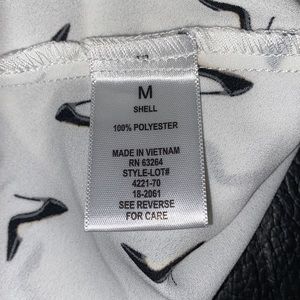 M
SHELL
100% POLYESTER
MADE IN VIETNAM
RN 63264
STYLE-LOT#
4221-70
18-2061
SEE REVERSE
FOR CARE